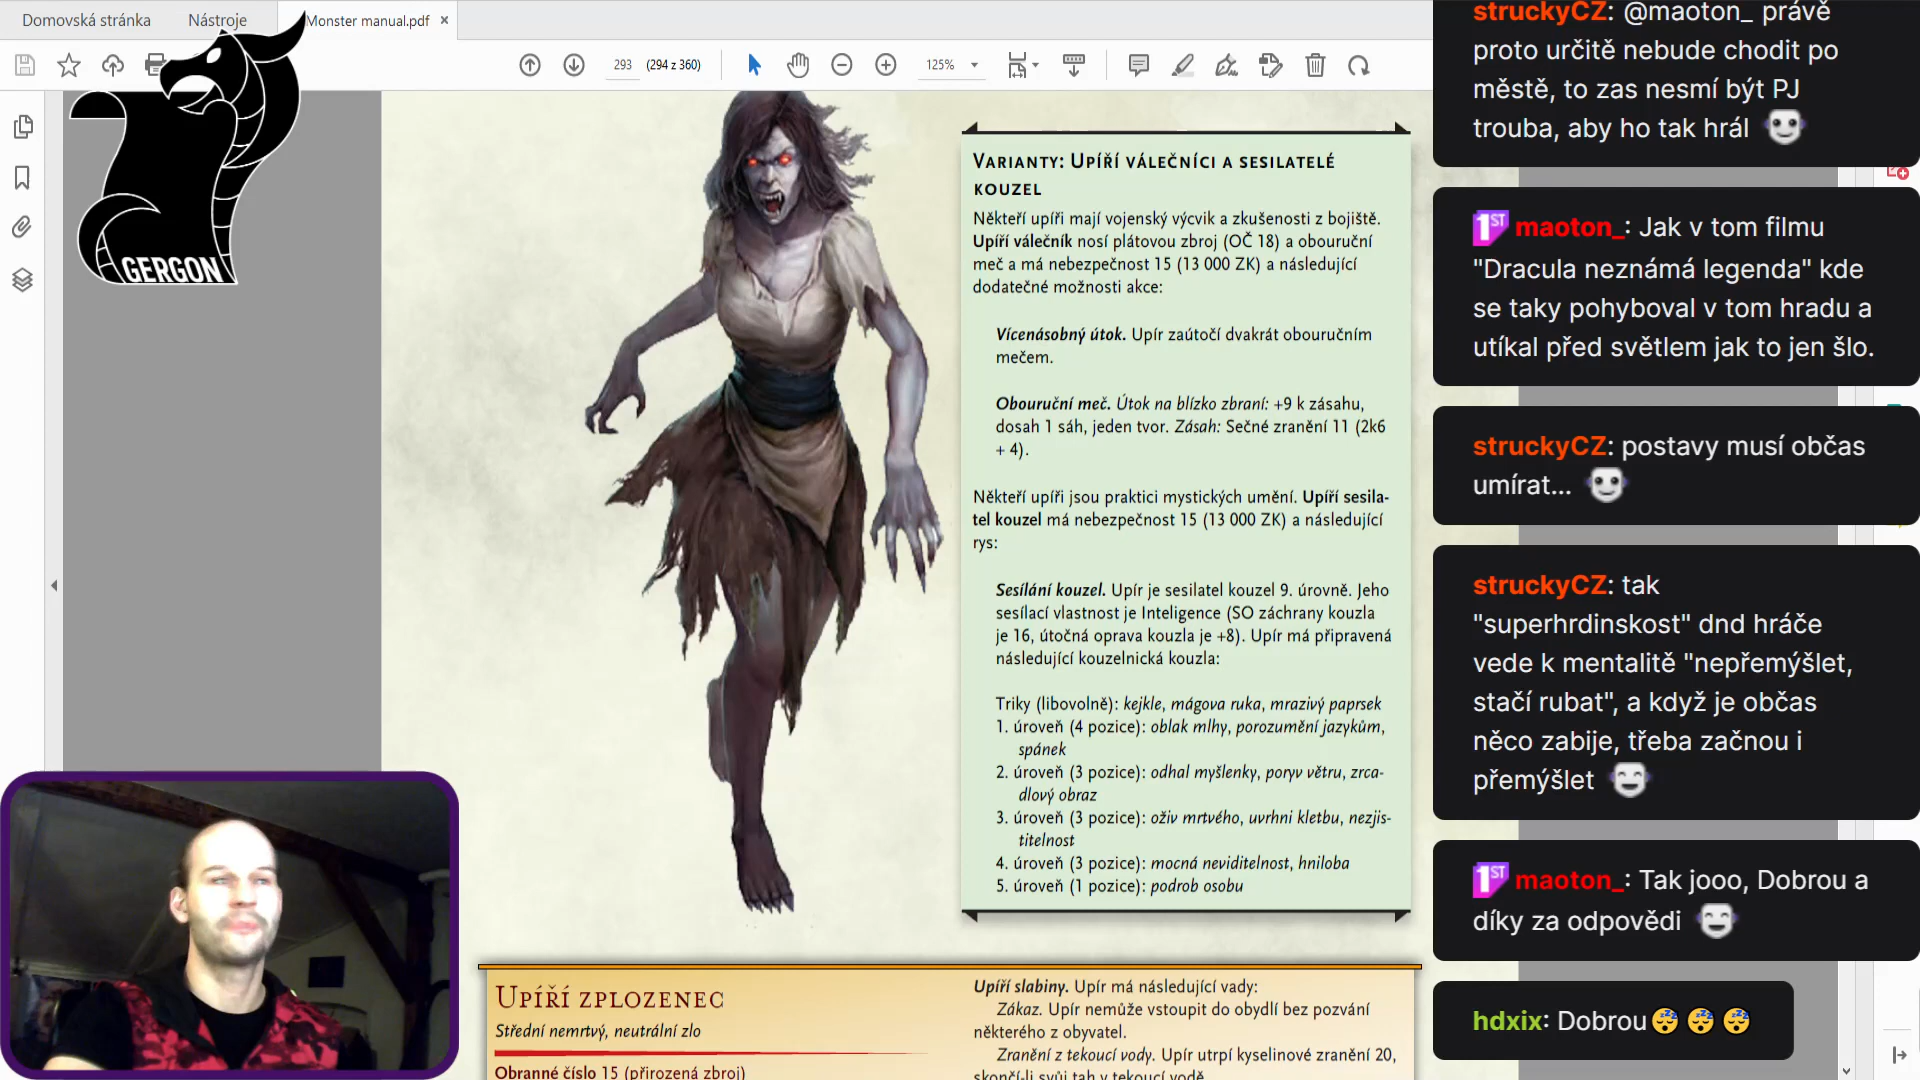 Domovská stránka
Nástroje
Monster manual.pdf
×
293
(294 z 360)
125%
GERGON
Varianty: Upíří válečníci a sesilatelé
kouzel
Někteří upíři mají vojenský výcvik a zkušenosti z bojiště.
Upíří válečník nosí plátovou zbroj (OČ 18) a obouruční
meč a má nebezpečnost 15 (13 000 ZK) a následující
dodatečné možnosti akce:
Vícenásobný útok. Upír zaútočí dvakrát obouručním
mečem.
Obouruční meč. Útok na blízko zbraní: +9 k zásahu,
dosah 1 sáh, jeden tvor. Zásah: Sečné zranění 11 (2k6
+ 4).
Někteří upíři jsou praktici mystických umění. Upíří sesila-
tel kouzel má nebezpečnost 15 (13 000 ZK) a následující
rys:
Sesílání kouzel. Upír je sesilatel kouzel 9. úrovně. Jeho
sesílací vlastnost je Inteligence (SO záchrany kouzla
je 16, útočná oprava kouzla je +8). Upír má připravená
následující kouzelnická kouzla:
Triky (libovolně): kejkle, mágova ruka, mrazivý paprsek
1. úroveň (4 pozice): oblak mlhy, porozumění jazykům,
spánek
2. úroveň (3 pozice): odhal myšlenky, poryv větru, zrca-
dlový obraz
3. úroveň (3 pozice): oživ mrtvého, uvrhni kletbu, nezjis-
titelnost
4. úroveň (3 pozice): mocná neviditelnost, hniloba
5. úroveň (1 pozice): podrob osobu
Upíří zplozenec
Střední nemrtvý, neutrální zlo
Obranné číslo 15 (přirozená zbroj)
Upíří slabiny. Upír má následující vady:
Zákaz. Upír nemůže vstoupit do obydlí bez pozvání
některého z obyvatel.
Zranění z tekoucí vody. Upír utrpí kyselinové zranění 20,
skončí-li svůj tah v tekoucí vodě.
struckyCZ: @maoton_ právě
proto určitě nebude chodit po
městě, to zas nesmí být PJ
trouba, aby ho tak hrál
1ST maoton_: Jak v tom filmu
"Dracula neznámá legenda" kde
se taky pohyboval v tom hradu a
utíkal před světlem jak to jen šlo.
struckyCZ: postavy musí občas
umírat...
struckyCZ: tak
"superhrdinskost" dnd hráče
vede k mentalitě "nepřemýšlet,
stačí rubat", a když je občas
něco zabije, třeba začnou i
přemýšlet
1ST maoton_: Tak jooo, Dobrou a
díky za odpovědi
hdxix: Dobrou😴 😴 😴